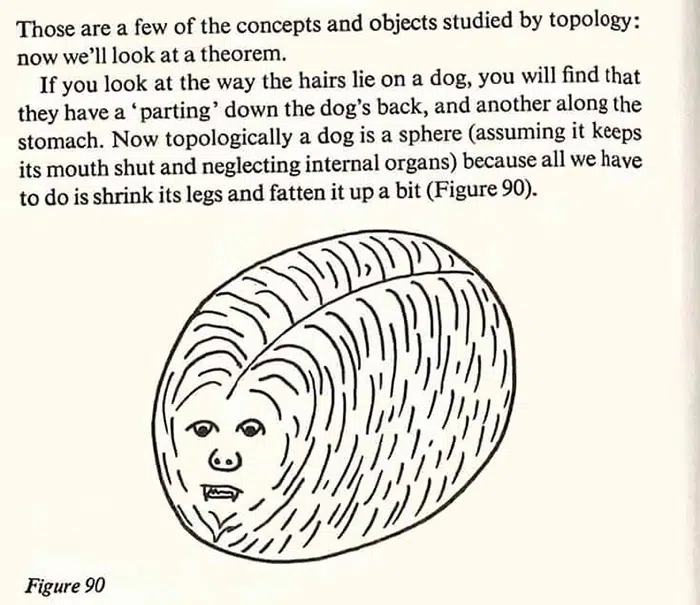 Those are a few of the concepts and objects studied by topology:
now we'll look at a theorem.
If you look at the way the hairs lie on a dog, you will find that
they have a 'parting' down the dog's back, and another along the
stomach. Now topologically a dog is a sphere (assuming it keeps
its mouth shut and neglecting internal organs) because all we have
to do is shrink its legs and fatten it up a bit (Figure 90).
Figure 90